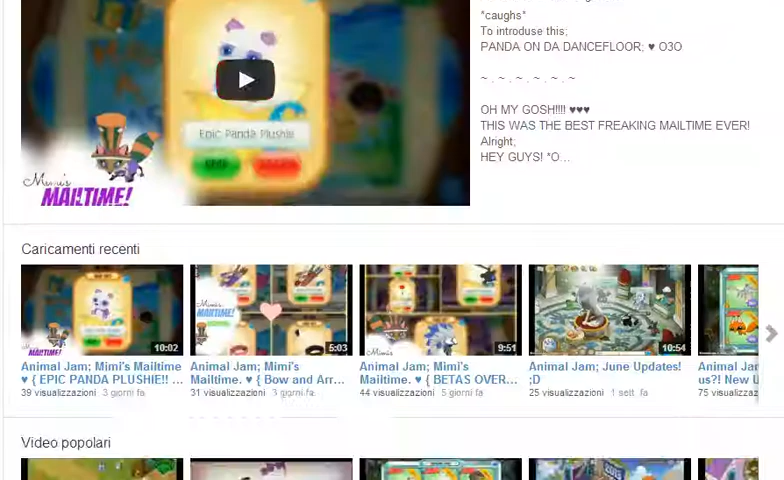 *caughs*
To introduse this;
PANDA ON DA DANCEFLOOR; ♥ O3O
~ . ~ . ~ . ~ . ~ . ~
OH MY GOSH!!!! ♥♥♥
THIS WAS THE BEST FREAKING MAILTIME EVER!
Alright;
HEY GUYS! *O...
Epic Panda Plushie
Mimi's
MAILTIME!
Caricamenti recenti
10:02
5:03
9:51
10:54
Animal Jam; Mimi's Mailtime
♥ { EPIC PANDA PLUSHIE!! ...
39 visualizzazioni 3 giorni fa
Animal Jam; Mimi's
Mailtime. ♥ { Bow and Arr...
31 visualizzazioni 3 giorni fa
Animal Jam; Mimi's
Mailtime. ♥ { BETAS OVER...
44 visualizzazioni 5 giorni fa
Animal Jam; June Updates!
;D
25 visualizzazioni 1 sett. fa
Animal Jar
us?! New U
75 visualizza
Video popolari